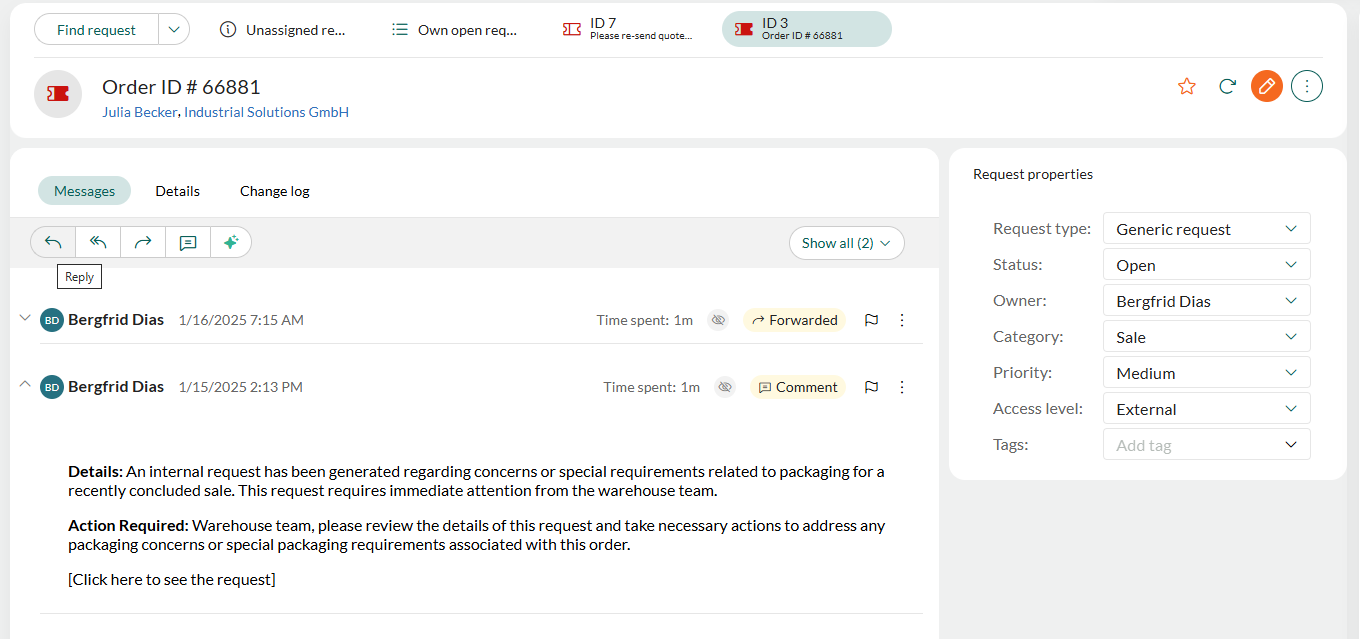 Find request
Unassigned re...
Own open req...
ID 7
Please re-send quote...
ID 3
Order ID # 66881
Order ID # 66881
Julia Becker, Industrial Solutions GmbH
Messages
Details
Change log
Show all (2)
Reply
BD Bergfrid Dias 1/16/2025 7:15 AM Time spent: 1m Forwarded
BD Bergfrid Dias 1/15/2025 2:13 PM Time spent: 1m Comment
Details: An internal request has been generated regarding concerns or special requirements related to packaging for a
recently concluded sale. This request requires immediate attention from the warehouse team.
Action Required: Warehouse team, please review the details of this request and take necessary actions to address any
packaging concerns or special packaging requirements associated with this order.
[Click here to see the request]
Request properties
Request type: Generic request
Status: Open
Owner: Bergfrid Dias
Category: Sale
Priority: Medium
Access level: External
Tags: Add tag